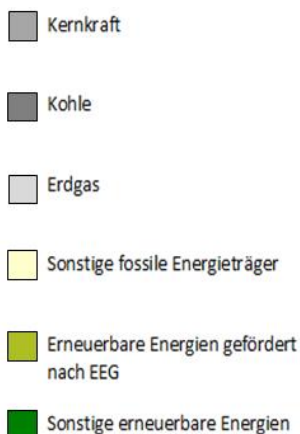 Kernkraft
Kohle
Erdgas
Sonstige fossile Energieträger
Erneuerbare Energien gefördert
nach EEG
Sonstige erneuerbare Energien